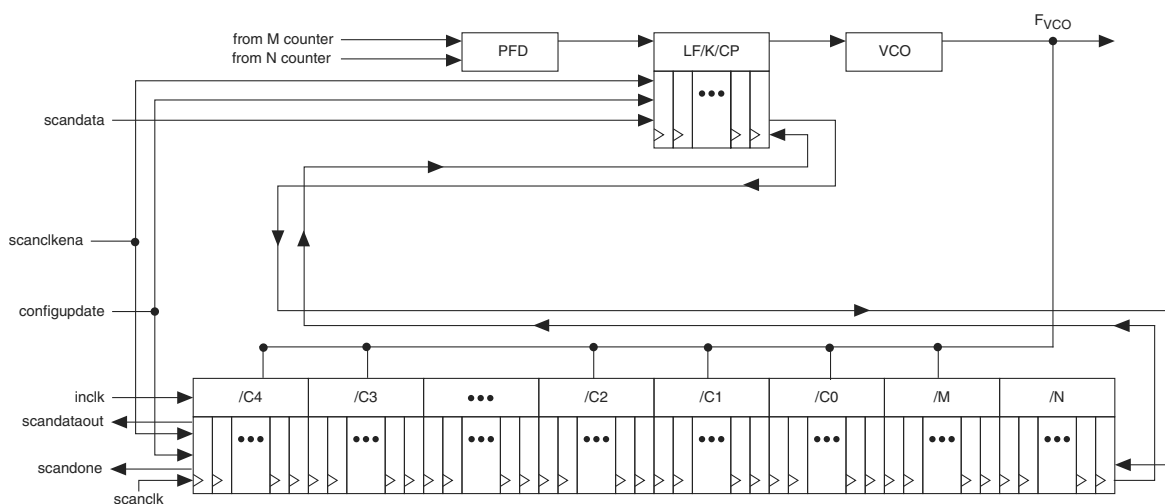 F_VCO
from M counter
from N counter
PFD
LF/K/CP
VCO
scandata
scanclkena
configupdate
inclk
/C4
/C3
/C2
/C1
/C0
/M
/N
scandataout
scandone
scanclk